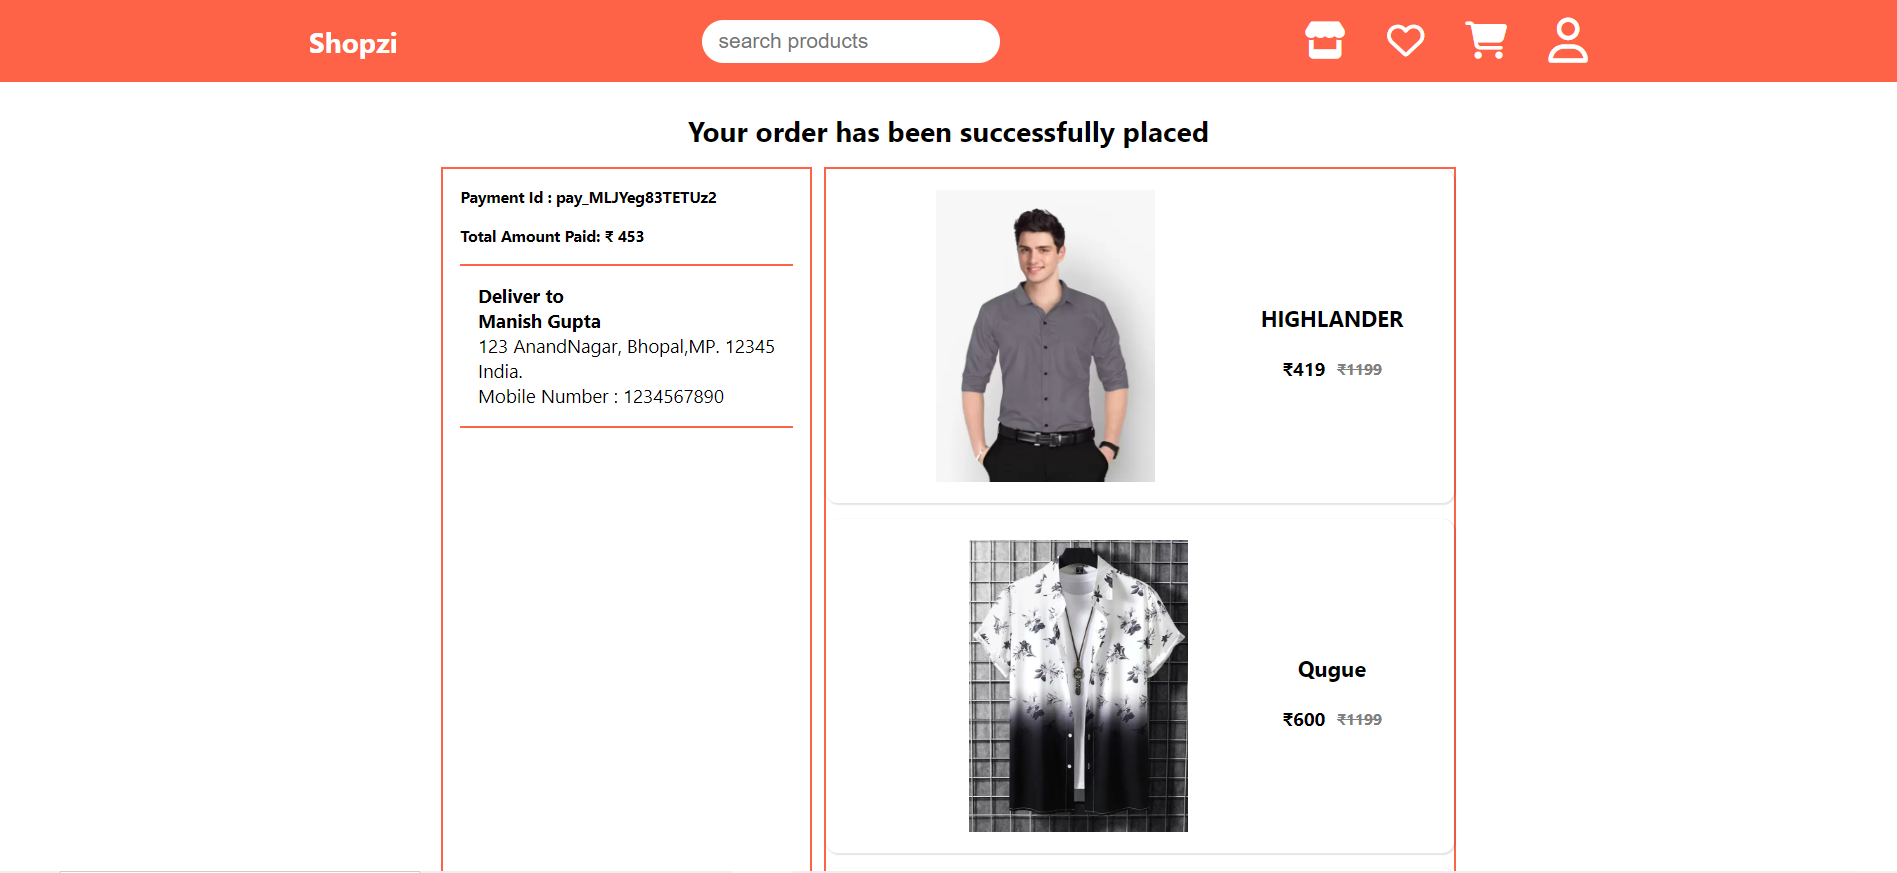 Shopzi
search products
Your order has been successfully placed
Payment Id : pay_MLJYeg83TETUz2
Total Amount Paid: ₹ 453
Deliver to
Manish Gupta
123 AnandNagar, Bhopal,MP. 12345
India.
Mobile Number : 1234567890
HIGHLANDER
₹419 ₹1199
Qugue
₹600 ₹1199